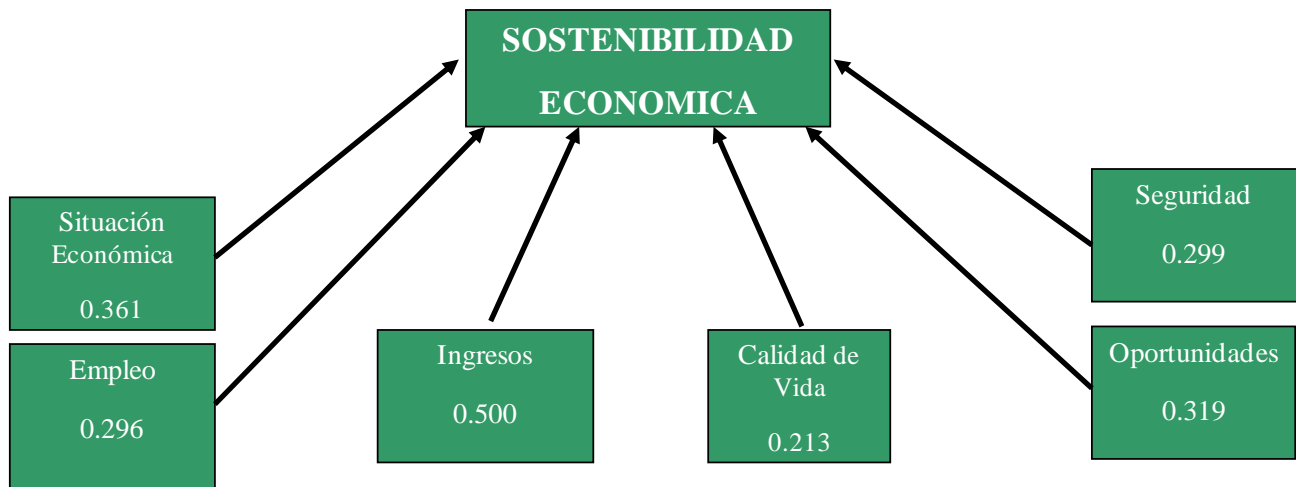 SOSTENIBILIDAD
ECONOMICA
Situación
Económica
0.361
Empleo
0.296
Ingresos
0.500
Calidad de
Vida
0.213
Seguridad
0.299
Oportunidades
0.319